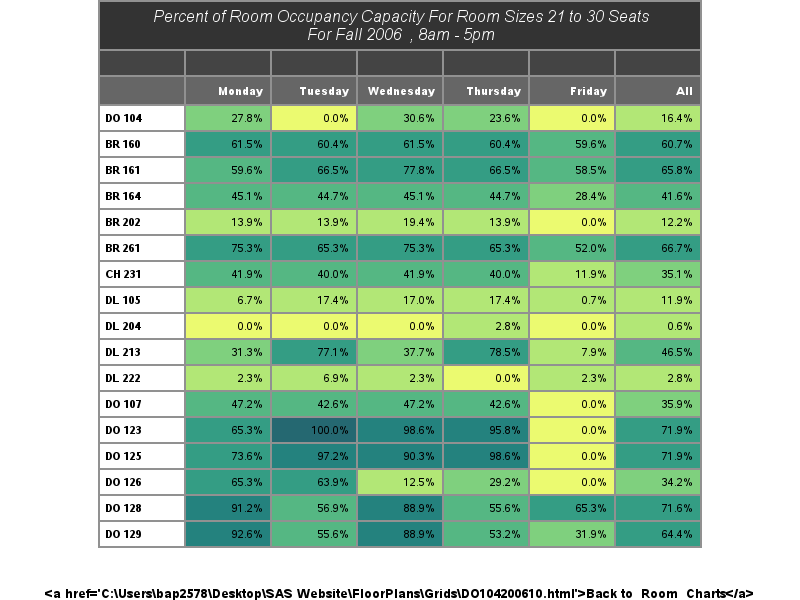 Percent of Room Occupancy Capacity For Room Sizes 21 to 30 Seats
For Fall 2006 , 8am - 5pm
Monday Tuesday Wednesday Thursday Friday All
DO 104 27.8% 0.0% 30.6% 23.6% 0.0% 16.4%
BR 160 61.5% 60.4% 61.5% 60.4% 59.6% 60.7%
BR 161 59.6% 66.5% 77.8% 66.5% 58.5% 65.8%
BR 164 45.1% 44.7% 45.1% 44.7% 28.4% 41.6%
BR 202 13.9% 13.9% 19.4% 13.9% 0.0% 12.2%
BR 261 75.3% 65.3% 75.3% 65.3% 52.0% 66.7%
CH 231 41.9% 40.0% 41.9% 40.0% 11.9% 35.1%
DL 105 6.7% 17.4% 17.0% 17.4% 0.7% 11.9%
DL 204 0.0% 0.0% 0.0% 2.8% 0.0% 0.6%
DL 213 31.3% 77.1% 37.7% 78.5% 7.9% 46.5%
DL 222 2.3% 6.9% 2.3% 0.0% 2.3% 2.8%
DO 107 47.2% 42.6% 47.2% 42.6% 0.0% 35.9%
DO 123 65.3% 100.0% 98.6% 95.8% 0.0% 71.9%
DO 125 73.6% 97.2% 90.3% 98.6% 0.0% 71.9%
DO 126 65.3% 63.9% 12.5% 29.2% 0.0% 34.2%
DO 128 91.2% 56.9% 88.9% 55.6% 65.3% 71.6%
DO 129 92.6% 55.6% 88.9% 53.2% 31.9% 64.4%
<a href='C:\Users\bap2578\Desktop\SAS Website\FloorPlans\Grids\DO104200610.html'>Back to Room Charts</a>